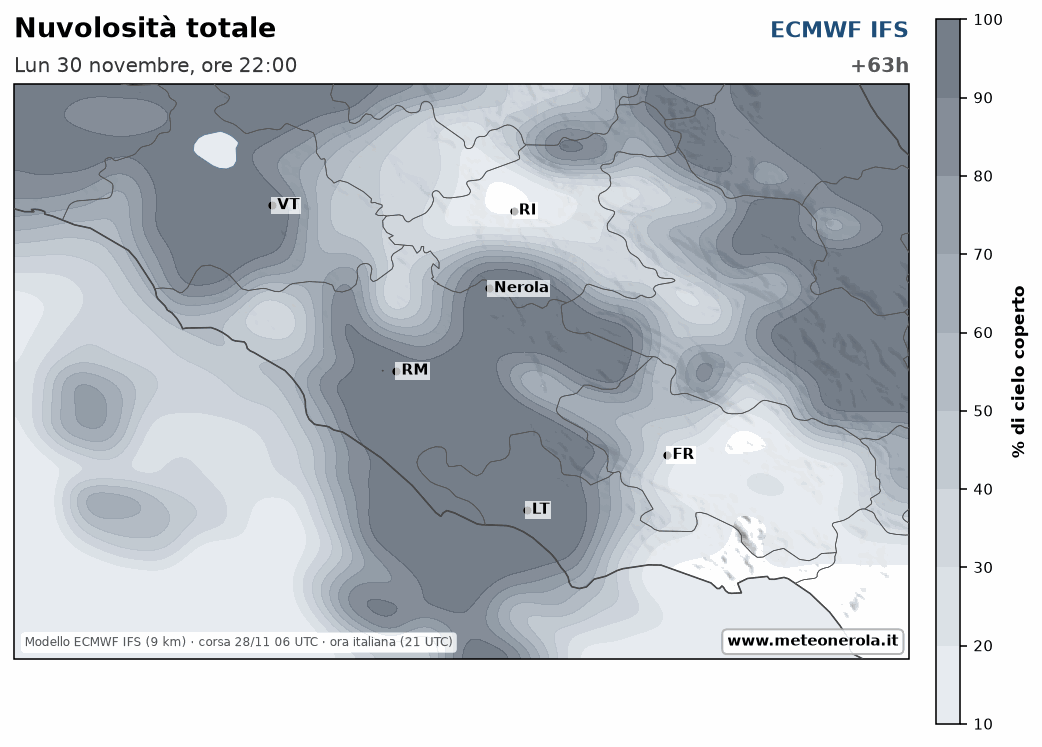 Nuvolosità totale
ECMWF IFS
Lun 30 novembre, ore 22:00
+63h
VT
RI
Nerola
RM
FR
LT
Modello ECMWF IFS (9 km) · corsa 28/11 06 UTC · ora italiana (21 UTC)
www.meteonerola.it
100
90
80
70
60
50
40
30
20
10
% di cielo coperto